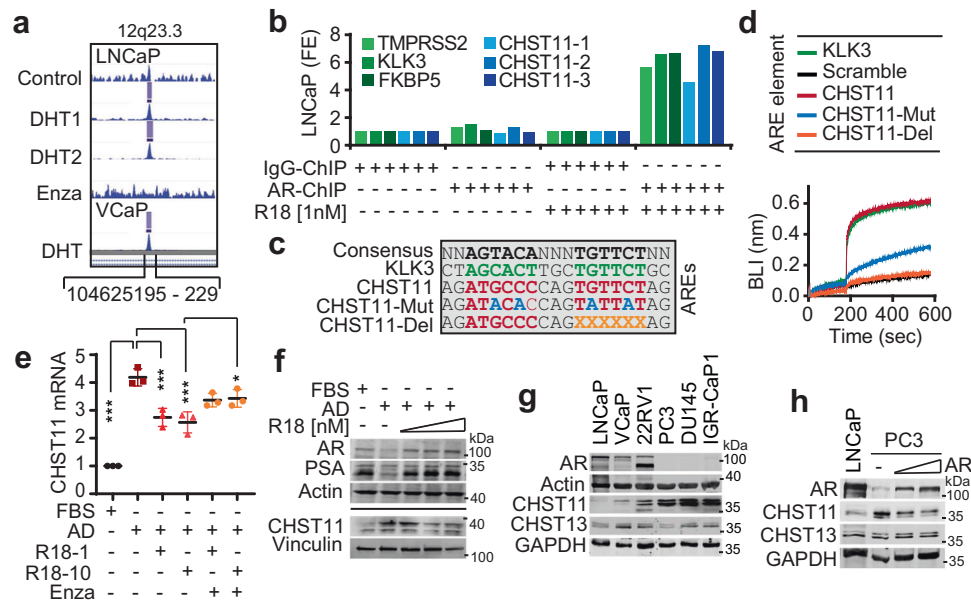 a
12q23.3
LNCaP
Control
DHT1
DHT2
Enza
VCaP
DHT
104625195 - 229
b
LNCaP (FE)
8
6
4
2
0
TMPRSS2
KLK3
FKBP5
CHST11-1
CHST11-2
CHST11-3
IgG-ChIP ++++++ ------ ++++++ ------
AR-ChIP ------ ++++++ ------ ++++++
R18 [1nM] ------ ------ ++++++ ++++++
c
Consensus NNAGTACANNNTGTTCTNN
KLK3 CTAGCACTTGCTGTTCTGC
CHST11 AGATGCCCCAGTGTTCTAG
CHST11-Mut AGATACACCAGTATTATAG
CHST11-Del AGATGCCCCAGXXXXXXAG
AREs
d
ARE element
KLK3
Scramble
CHST11
CHST11-Mut
CHST11-Del
BLI (nm)
0.6
0.4
0.2
0.0
0 200 400 600
Time (sec)
e
CHST11 mRNA
5
4
3
2
1
0
***
***
***
*
FBS + - - - - -
AD - + + + + +
R18-1 - - + - + -
R18-10 - - - + - +
Enza - - - - + +
f
FBS + - - - -
AD - + + + +
R18 [nM] - -
kDa
AR
100
PSA
35
Actin
40
CHST11
40
Vinculin
100
g
LNCaP
VCaP
22RV1
PC3
DU145
IGR-CaP1
kDa
AR
100
Actin
40
CHST11
35
CHST13
35
GAPDH
35
h
LNCaP
PC3
- AR
kDa
AR
100
CHST11
35
CHST13
35
GAPDH
35